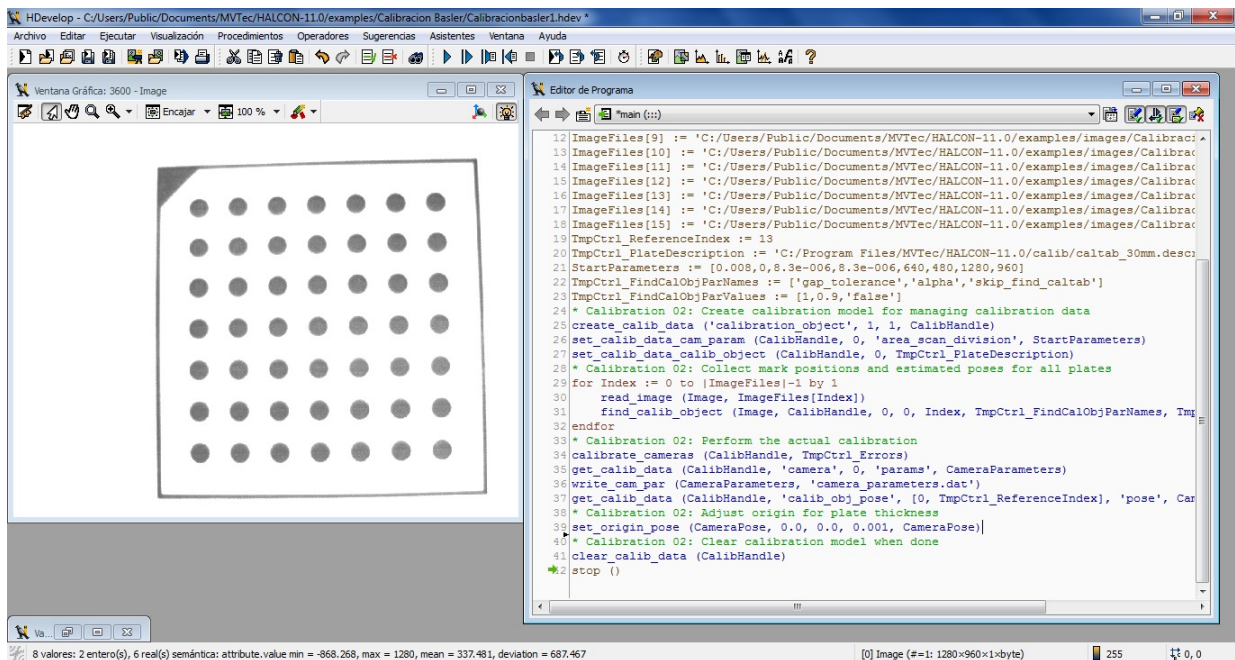 HDevelop - C:/Users/Public/Documents/MVTec/HALCON-11.0/examples/Calibracion Basler/Calibracionbasler1.hdev *
Archivo Editar Ejecutar Visualización Procedimientos Operadores Sugerencias Asistentes Ventana Ayuda
Ventana Gráfica: 3600 - Image
Encajar 100 %
Editor de Programa
*main (:::)
12 ImageFiles[9] := 'C:/Users/Public/Documents/MVTec/HALCON-11.0/examples/images/Calibraci
13 ImageFiles[10] := 'C:/Users/Public/Documents/MVTec/HALCON-11.0/examples/images/Calibrac
14 ImageFiles[11] := 'C:/Users/Public/Documents/MVTec/HALCON-11.0/examples/images/Calibrac
15 ImageFiles[12] := 'C:/Users/Public/Documents/MVTec/HALCON-11.0/examples/images/Calibrac
16 ImageFiles[13] := 'C:/Users/Public/Documents/MVTec/HALCON-11.0/examples/images/Calibrac
17 ImageFiles[14] := 'C:/Users/Public/Documents/MVTec/HALCON-11.0/examples/images/Calibrac
18 ImageFiles[15] := 'C:/Users/Public/Documents/MVTec/HALCON-11.0/examples/images/Calibrac
19 TmpCtrl_ReferenceIndex := 13
20 TmpCtrl_PlateDescription := 'C:/Program Files/MVTec/HALCON-11.0/calib/caltab_30mm.descr
21 StartParameters := [0.008,0,8.3e-006,8.3e-006,640,480,1280,960]
22 TmpCtrl_FindCalObjParNames := ['gap_tolerance','alpha','skip_find_caltab']
23 TmpCtrl_FindCalObjParValues := [1,0.9,'false']
24 * Calibration 02: Create calibration model for managing calibration data
25 create_calib_data ('calibration_object', 1, 1, CalibHandle)
26 set_calib_data_cam_param (CalibHandle, 0, 'area_scan_division', StartParameters)
27 set_calib_data_calib_object (CalibHandle, 0, TmpCtrl_PlateDescription)
28 * Calibration 02: Collect mark positions and estimated poses for all plates
29 for Index := 0 to |ImageFiles|-1 by 1
30 read_image (Image, ImageFiles[Index])
31 find_calib_object (Image, CalibHandle, 0, 0, Index, TmpCtrl_FindCalObjParNames, Tmp
32 endfor
33 * Calibration 02: Perform the actual calibration
34 calibrate_cameras (CalibHandle, TmpCtrl_Errors)
35 get_calib_data (CalibHandle, 'camera', 0, 'params', CameraParameters)
36 write_cam_par (CameraParameters, 'camera_parameters.dat')
37 get_calib_data (CalibHandle, 'calib_obj_pose', [0, TmpCtrl_ReferenceIndex], 'pose', Cam
38 * Calibration 02: Adjust origin for plate thickness
39 set_origin_pose (CameraPose, 0.0, 0.0, 0.001, CameraPose)
40 * Calibration 02: Clear calibration model when done
41 clear_calib_data (CalibHandle)
42 stop ()
Va...
8 valores: 2 entero(s), 6 real(s) semántica: attribute.value min = -868.268, max = 1280, mean = 337.481, deviation = 687.467
[0] Image (#=1: 1280×960×1×byte) 255 0, 0